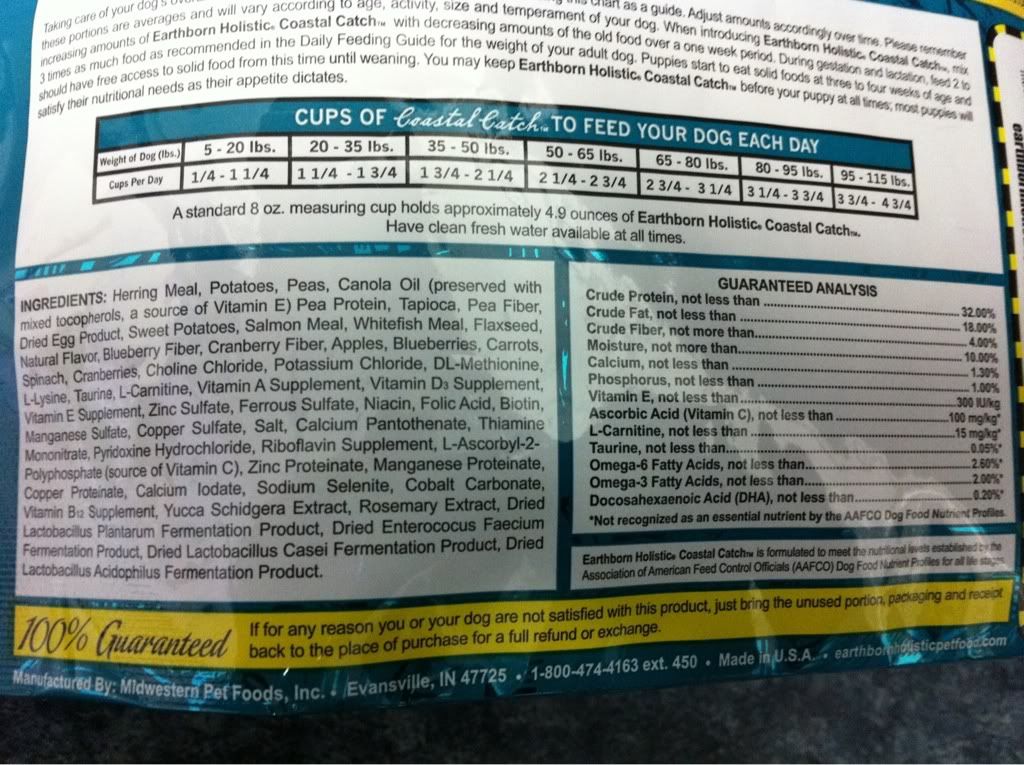 Taking care of your dog's chart as a guide. Adjust amounts accordingly over time. Please remember
these portions are averages and will vary according to age, activity, size and temperament of your dog. When introducing Earthborn Holistic® Coastal Catch™, mix
increasing amounts of Earthborn Holistic® Coastal Catch™ with decreasing amounts of the old food over a one week period. During gestation and lactation, feed 2 to
3 times as much food as recommended in the Daily Feeding Guide for the weight of your adult dog. Puppies start to eat solid foods at three to four weeks of age and
should have free access to solid food from this time until weaning. You may keep Earthborn Holistic® Coastal Catch™ before your puppy at all times; most puppies will
satisfy their nutritional needs as their appetite dictates.
CUPS OF Coastal Catch™ TO FEED YOUR DOG EACH DAY
Weight of Dog (lbs.) 5 - 20 lbs. 20 - 35 lbs. 35 - 50 lbs. 50 - 65 lbs. 65 - 80 lbs. 80 - 95 lbs. 95 - 115 lbs.
Cups Per Day 1/4 - 1 1/4 1 1/4 - 1 3/4 1 3/4 - 2 1/4 2 1/4 - 2 3/4 2 3/4 - 3 1/4 3 1/4 - 3 3/4 3 3/4 - 4 3/4
A standard 8 oz. measuring cup holds approximately 4.9 ounces of Earthborn Holistic® Coastal Catch™.
Have clean fresh water available at all times.
INGREDIENTS: Herring Meal, Potatoes, Peas, Canola Oil (preserved with
mixed tocopherols, a source of Vitamin E) Pea Protein, Tapioca, Pea Fiber,
Dried Egg Product, Sweet Potatoes, Salmon Meal, Whitefish Meal, Flaxseed,
Natural Flavor, Blueberry Fiber, Cranberry Fiber, Apples, Blueberries, Carrots,
Spinach, Cranberries, Choline Chloride, Potassium Chloride, DL-Methionine,
L-Lysine, Taurine, L-Carnitine, Vitamin A Supplement, Vitamin D3 Supplement,
Vitamin E Supplement, Zinc Sulfate, Ferrous Sulfate, Niacin, Folic Acid, Biotin,
Manganese Sulfate, Copper Sulfate, Salt, Calcium Pantothenate, Thiamine
Mononitrate, Pyridoxine Hydrochloride, Riboflavin Supplement, L-Ascorbyl-2-
Polyphosphate (source of Vitamin C), Zinc Proteinate, Manganese Proteinate,
Copper Proteinate, Calcium Iodate, Sodium Selenite, Cobalt Carbonate,
Vitamin B12 Supplement, Yucca Schidgera Extract, Rosemary Extract, Dried
Lactobacillus Plantarum Fermentation Product, Dried Enterococus Faecium
Fermentation Product, Dried Lactobacillus Casei Fermentation Product, Dried
Lactobacillus Acidophilus Fermentation Product.
GUARANTEED ANALYSIS
Crude Protein, not less than 32.00%
Crude Fat, not less than 18.00%
Crude Fiber, not more than 4.00%
Moisture, not more than 10.00%
Calcium, not less than 1.30%
Phosphorus, not less than 1.00%
Vitamin E, not less than 300 IU/kg
Ascorbic Acid (Vitamin C), not less than 100 mg/kg*
L-Carnitine, not less than 15 mg/kg*
Taurine, not less than 0.05%*
Omega-6 Fatty Acids, not less than 2.60%*
Omega-3 Fatty Acids, not less than 2.00%*
Docosahexaenoic Acid (DHA), not less than 0.20%*
*Not recognized as an essential nutrient by the AAFCO Dog Food Nutrient Profiles.
Earthborn Holistic® Coastal Catch™ is formulated to meet the nutritional levels established by the
Association of American Feed Control Officials (AAFCO) Dog Food Nutrient Profiles for all life stages.
100% Guaranteed
If for any reason you or your dog are not satisfied with this product, just bring the unused portion, packaging and receipt
back to the place of purchase for a full refund or exchange.
Manufactured By: Midwestern Pet Foods, Inc. • Evansville, IN 47725 • 1-800-474-4163 ext. 450 • Made in U.S.A. • earthbornholisticpetfood.com